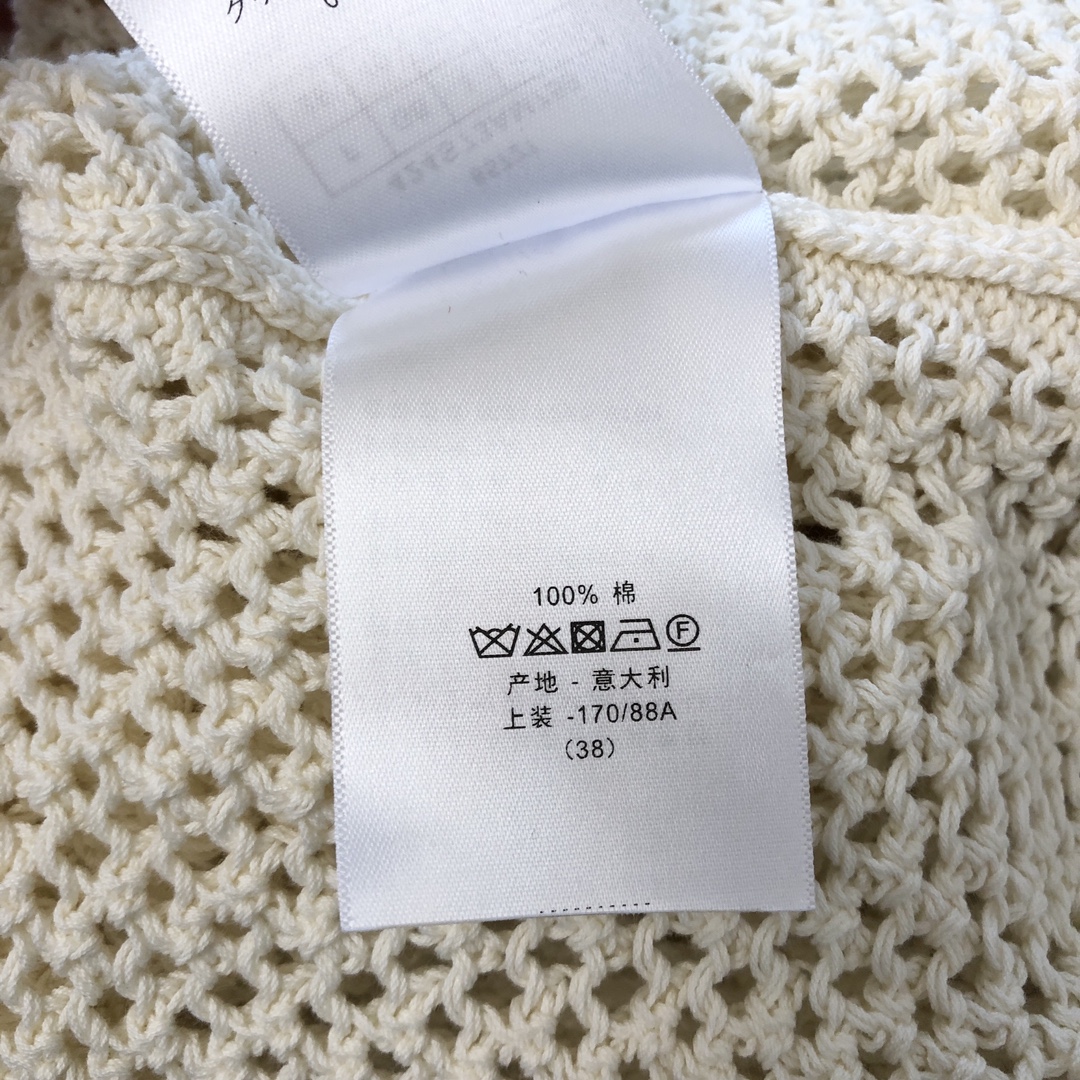 100% 棉
F
产地 - 意大利
上装 -170/88A
(38)